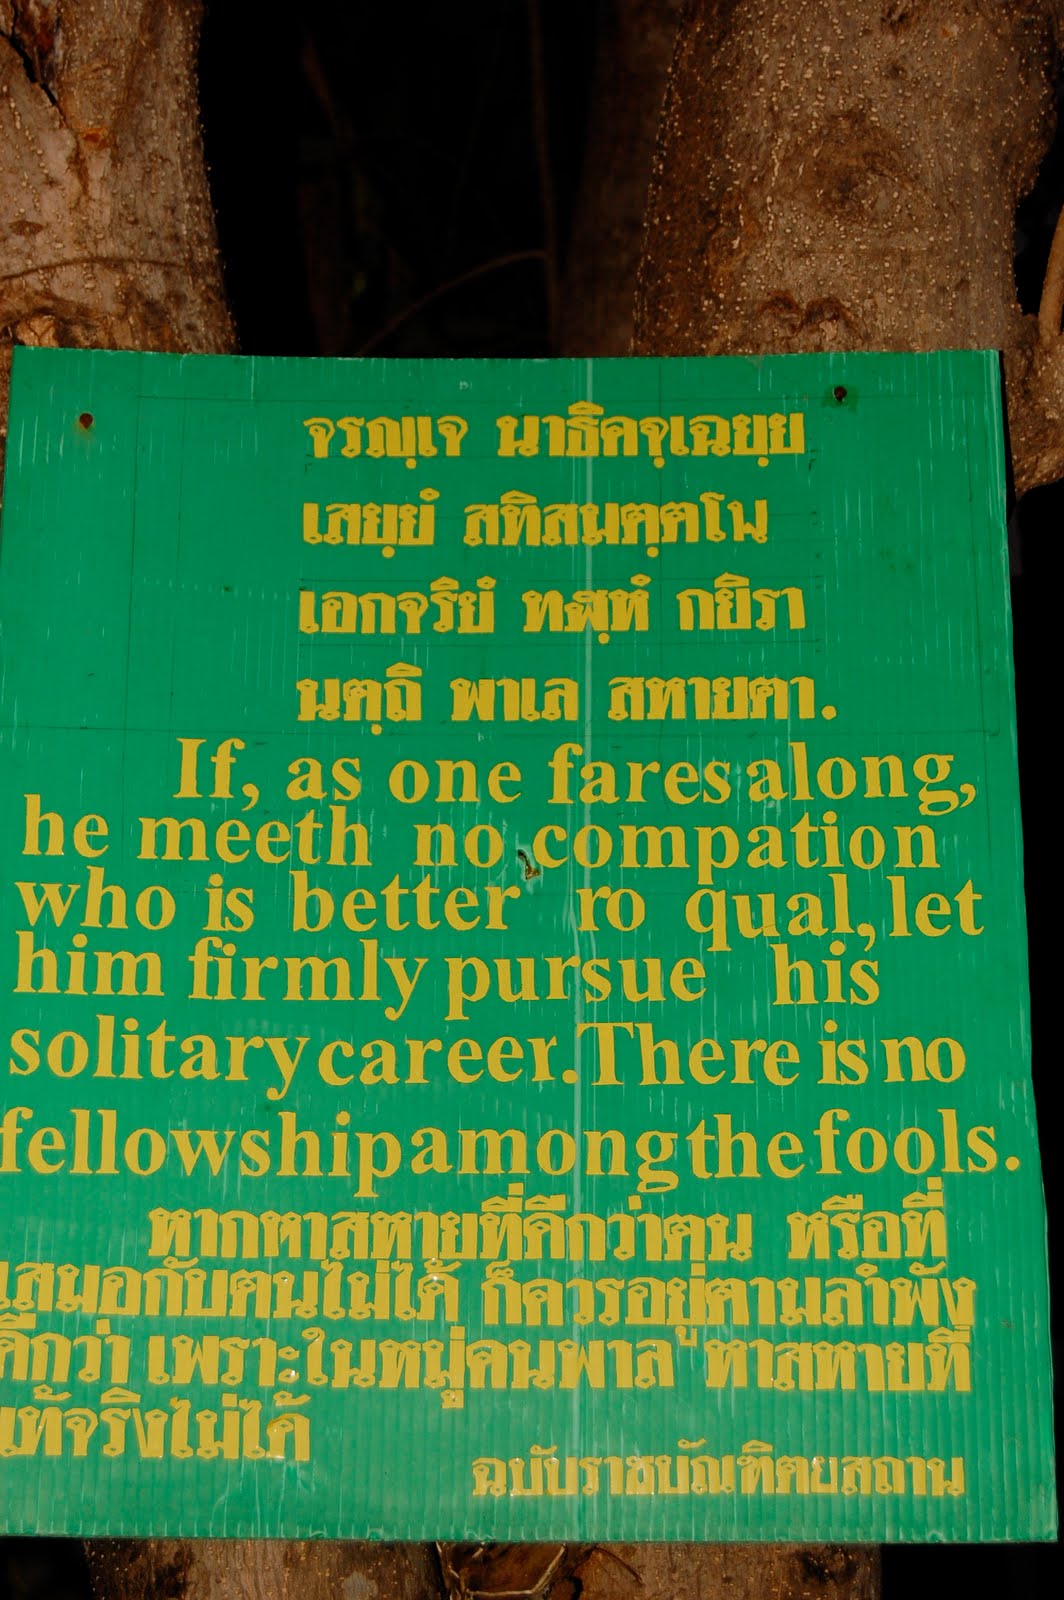 จรญฺเจ นาธิคจฺเฉยฺย
เสยฺยํ สทิสมตฺตโน
เอกจริยํ ทฬฺหํ กยิรา
นตฺถิ พาเล สหายตา.
If, as one fares along,
he meeth no compation
who is better ro qual, let
him firmly pursue his
solitary career. There is no
fellowship among the fools.
หากหาสหายที่ดีกว่าตน หรือที่
เสมอกับตนไม่ได้ ก็ควรอยู่ตามลำพัง
ดีกว่า เพราะในหมู่คนพาล หาสหายที่
แท้จริงไม่ได้
ฉบับราชบัณฑิตยสถาน